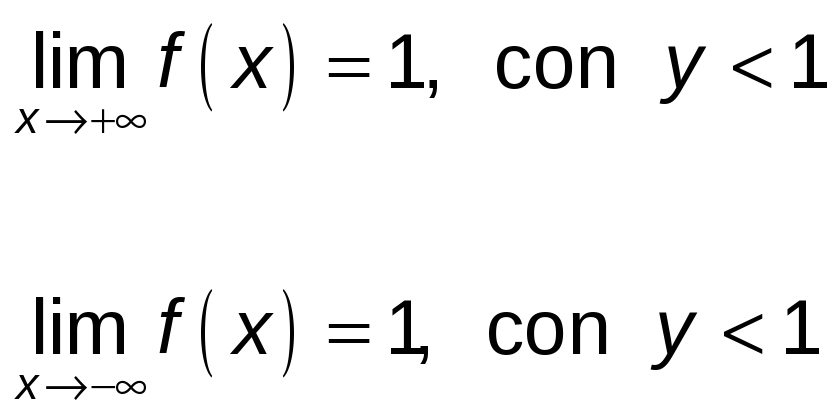 lim f(x) = 1, con y < 1
x→+∞
lim f(x) = 1, con y < 1
x→−∞